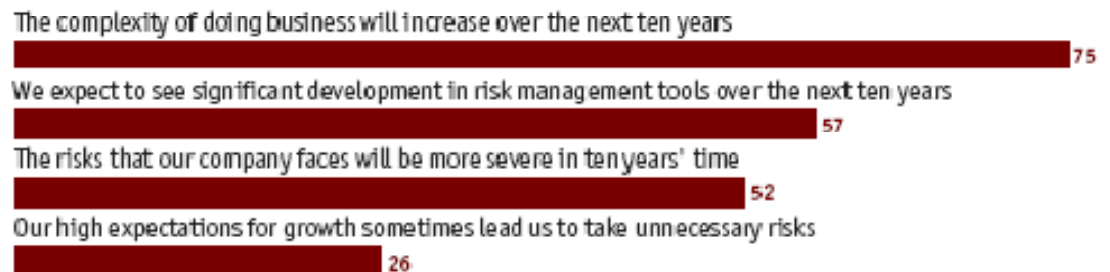 The complexity of doing business will increase over the next ten years
75
We expect to see significant development in risk management tools over the next ten years
57
The risks that our company faces will be more severe in ten years' time
52
Our high expectations for growth sometimes lead us to take unnecessary risks
26